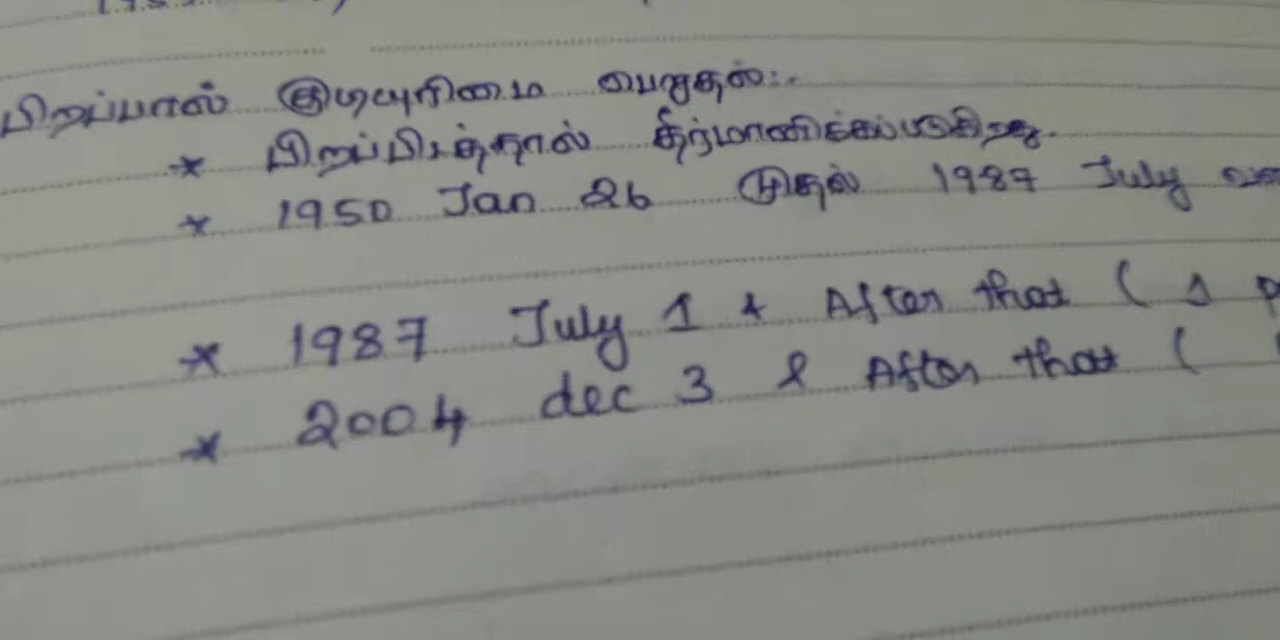 பிறப்பால் குடியுரிமை பெறுதல்:-
* பிறப்பிடத்தால் தீர்மானிக்கப்படுகிறது.
* 1950 Jan 26 முதல் 1987 July
* 1987 July 1 & After that ( 1
* 2004 dec 3 & After that (